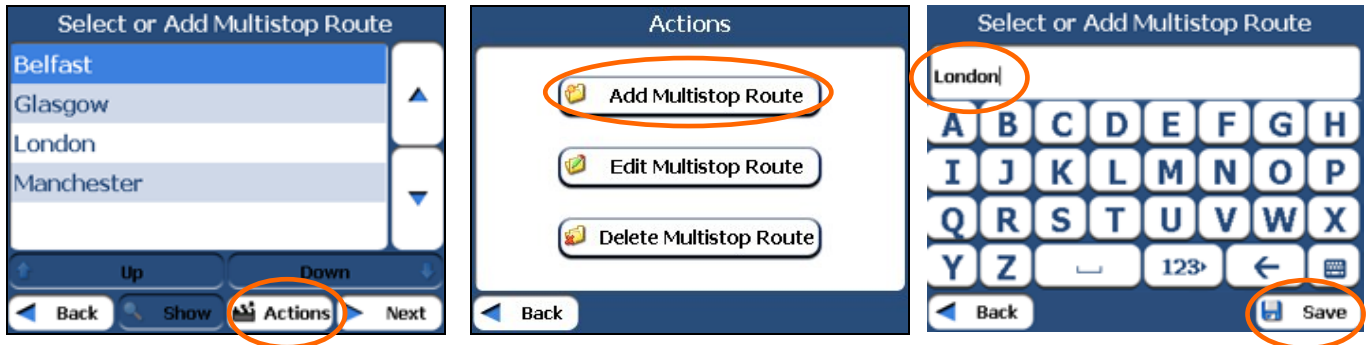 Select or Add Multistop Route
Belfast
Glasgow
London
Manchester
Up Down
Back Show Actions Next
Actions
Add Multistop Route
Edit Multistop Route
Delete Multistop Route
Back
Select or Add Multistop Route
London
A B C D E F G H
I J K L M N O P
Q R S T U V W X
Y Z 123
Back Save